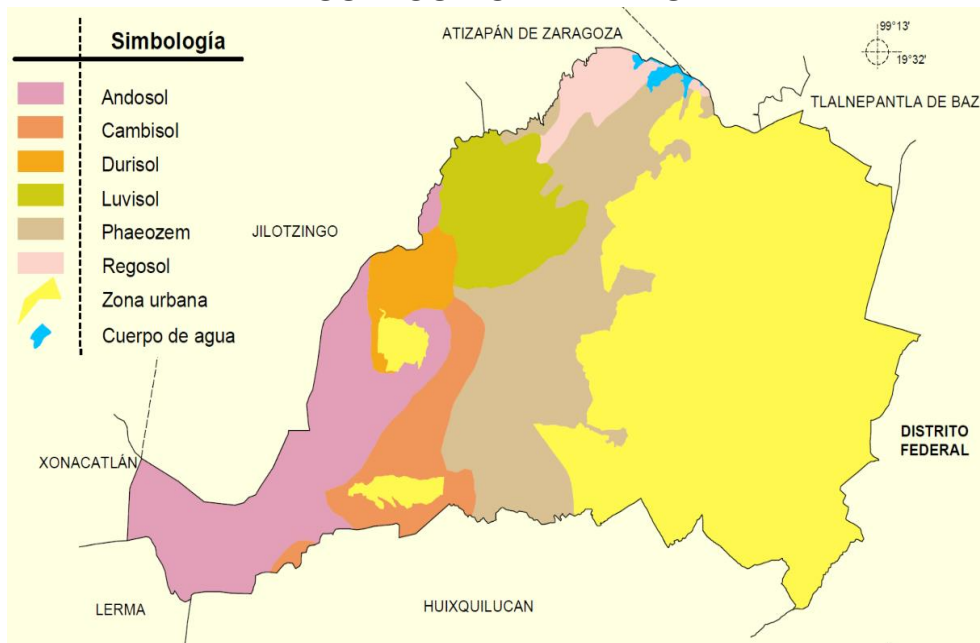 Simbología
Andosol
Cambisol
Durisol
Luvisol
Phaeozem
Regosol
Zona urbana
Cuerpo de agua
ATIZAPÁN DE ZARAGOZA
99°13'
19°32'
TLALNEPANTLA DE BAZ
JILOTZINGO
XONACATLÁN
DISTRITO
FEDERAL
LERMA
HUIXQUILUCAN